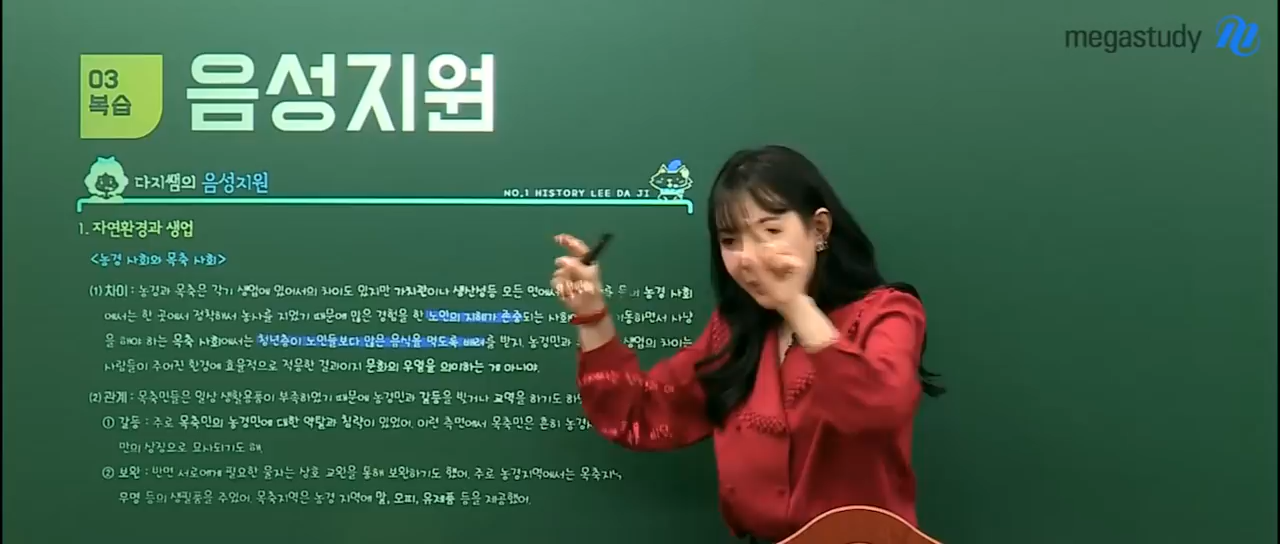 megastudy
03
복습
음성지원
다지쌤의 음성지원
NO.1 HISTORY LEE DA JI
1. 자연환경과 생업
<농경 사회와 목축 사회>
(1) 차이 : 농경과 목축은 각기 생업에 있어서의 차이도 있지만 가치관이나 생산성등 모든 면에서 농경 사회
에서는 한 곳에서 정착해서 농사를 지었기 때문에 많은 경험을 한 노인의 지혜가 존중되는 이동하면서 사냥
을 해야 하는 목축 사회에서는 청년층이 노인들보다 많은 음식을 먹도록 배려를 받지. 농경민과 생업의 차이는
사람들이 주어진 환경에 효율적으로 적응한 결과이지 문화의 우열을 의미하는 게 아니야.
(2) 관계 : 목축민들은 일상 생활용품이 부족하였기 때문에 농경민과 갈등을 빚거나 교역을 하기도
① 갈등 : 주로 목축민의 농경민에 대한 약탈과 침략이 있었어. 이런 측면에서 목축민은 흔히
만의 상징으로 묘사되기도 해.
② 보완 : 반면 서로에게 필요한 물자는 상호 교환을 통해 보완하기도 했어. 주로 농경지역에서는
등의 생필품을 주었어. 목축지역은 농경 지역에 말, 모피, 유제품 등을 제공했어.